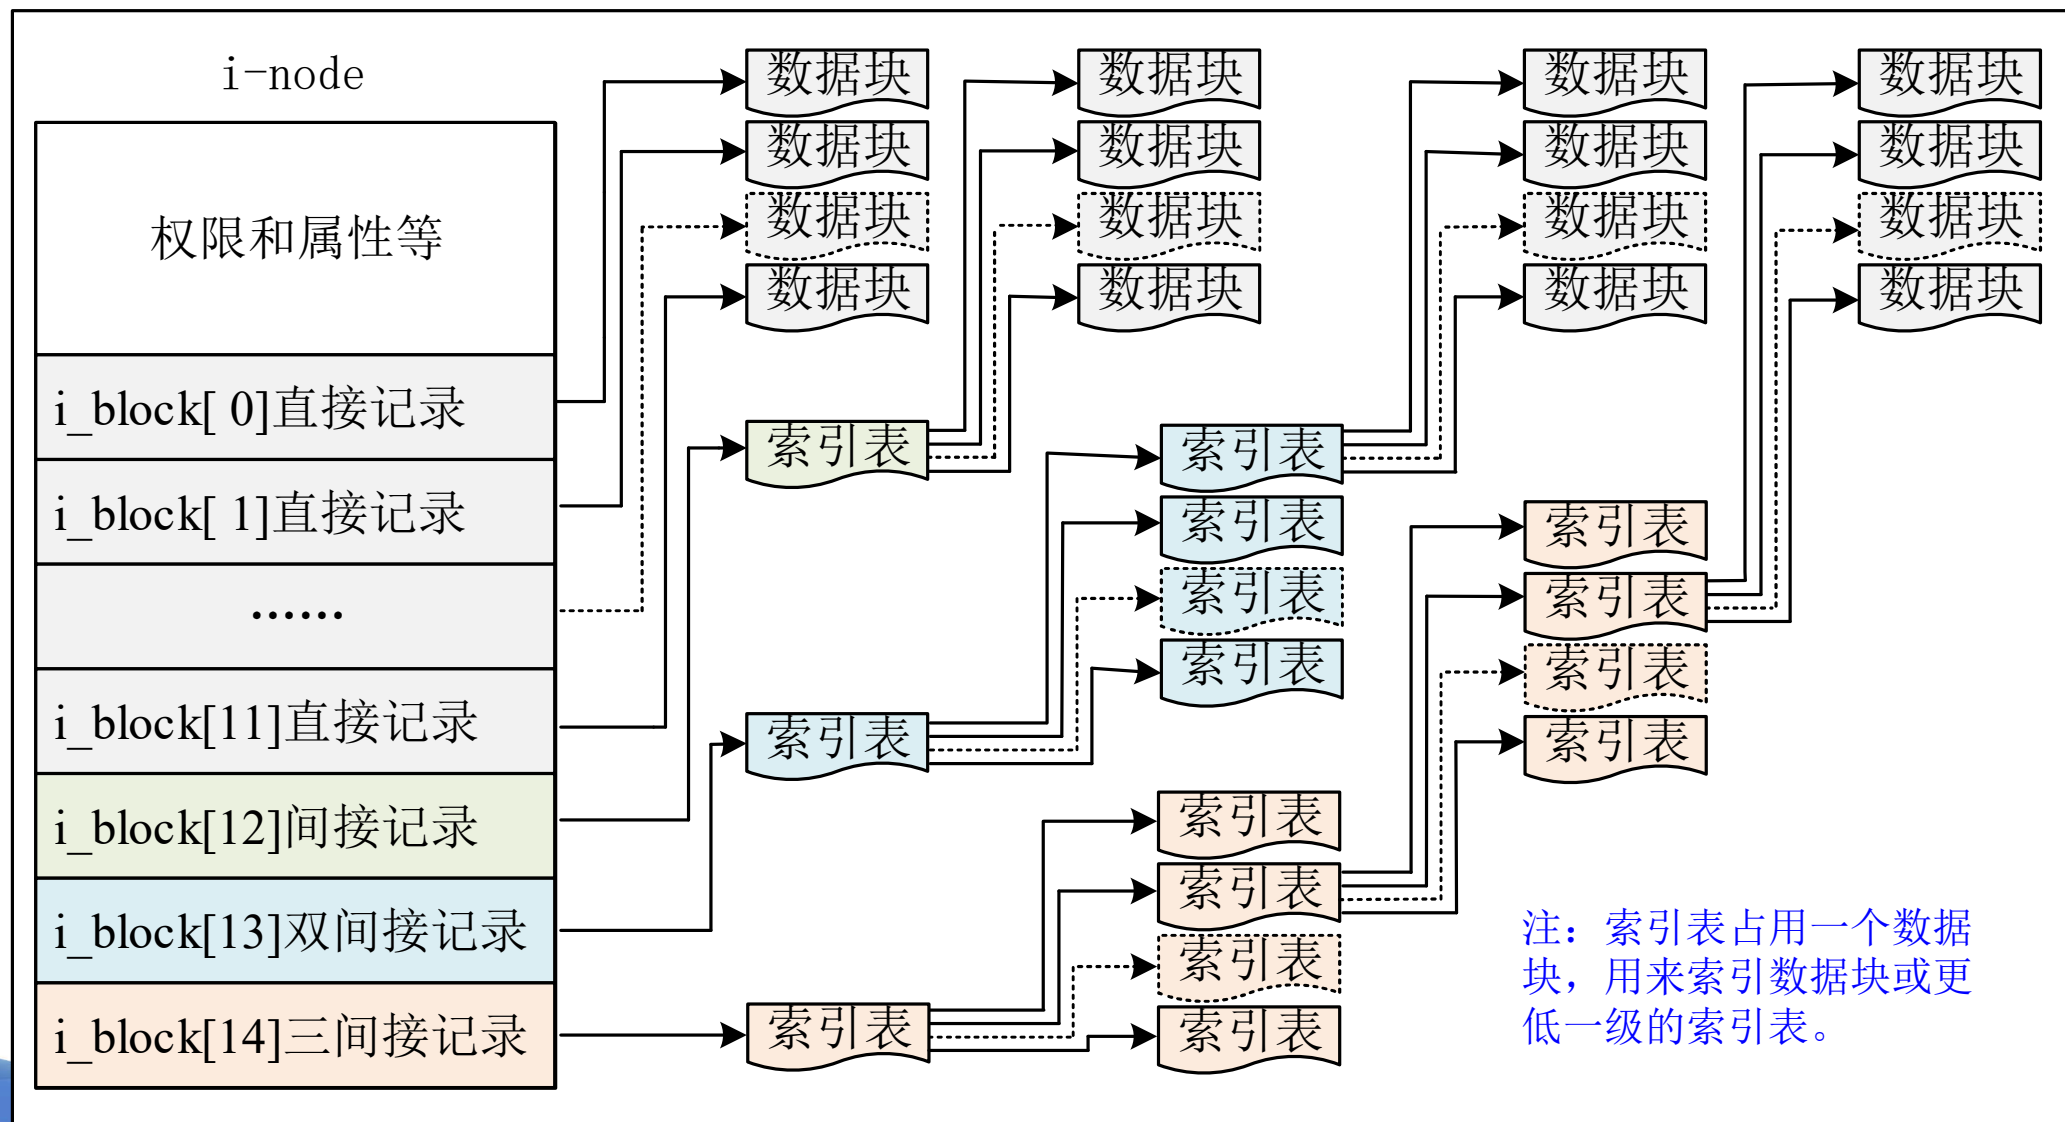 i-node
权限和属性等
i_block[ 0]直接记录
i_block[ 1]直接记录
……
i_block[11]直接记录
i_block[12]间接记录
i_block[13]双间接记录
i_block[14]三间接记录
数据块
数据块
数据块
数据块
索引表
索引表
索引表
数据块
数据块
数据块
数据块
索引表
索引表
索引表
索引表
索引表
索引表
索引表
索引表
数据块
数据块
数据块
数据块
索引表
索引表
索引表
索引表
数据块
数据块
数据块
数据块
注：索引表占用一个数据
块，用来索引数据块或更
低一级的索引表。